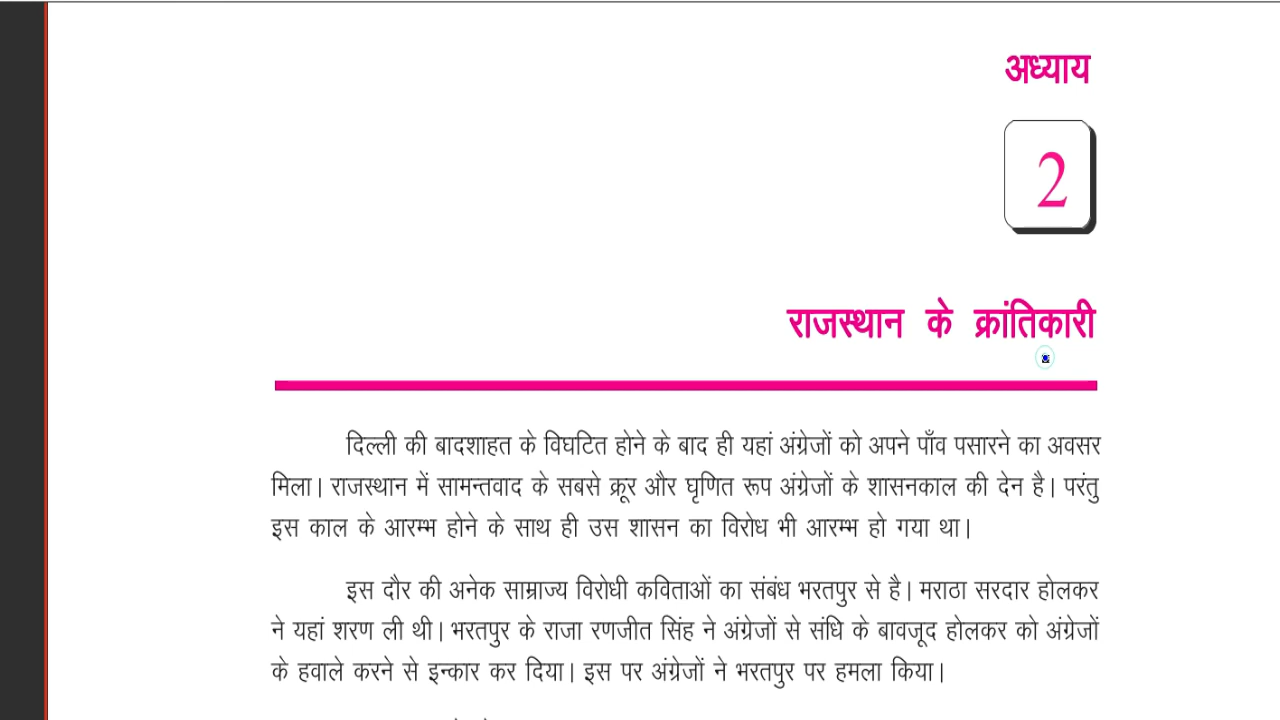 अध्याय
2
राजस्थान के क्रांतिकारी
दिल्ली की बादशाहत के विघटित होने के बाद ही यहां अंग्रेजों को अपने पाँव पसारने का अवसर
मिला। राजस्थान में सामन्तवाद के सबसे क्रूर और घृणित रूप अंग्रेजों के शासनकाल की देन है। परंतु
इस काल के आरम्भ होने के साथ ही उस शासन का विरोध भी आरम्भ हो गया था।
इस दौर की अनेक साम्राज्य विरोधी कविताओं का संबंध भरतपुर से है। मराठा सरदार होलकर
ने यहां शरण ली थी। भरतपुर के राजा रणजीत सिंह ने अंग्रेजों से संधि के बावजूद होलकर को अंग्रेजों
के हवाले करने से इन्कार कर दिया। इस पर अंग्रेजों ने भरतपुर पर हमला किया।